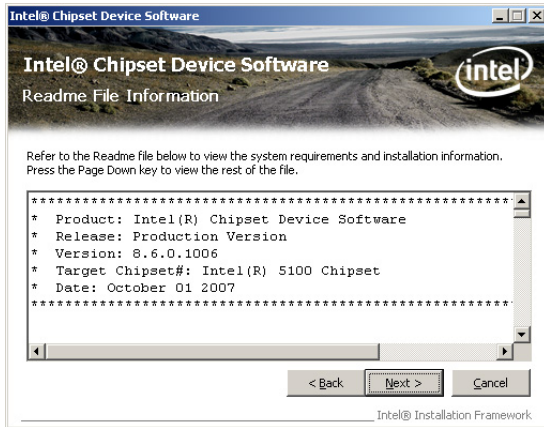 Intel® Chipset Device Software
Intel® Chipset Device Software
intel
Readme File Information
Refer to the Readme file below to view the system requirements and installation information.
Press the Page Down key to view the rest of the file.
************************************************************
* Product: Intel(R) Chipset Device Software
* Release: Production Version
* Version: 8.6.0.1006
* Target Chipset#: Intel(R) 5100 Chipset
* Date: October 01 2007
************************************************************
< Back
Next >
Cancel
Intel® Installation Framework